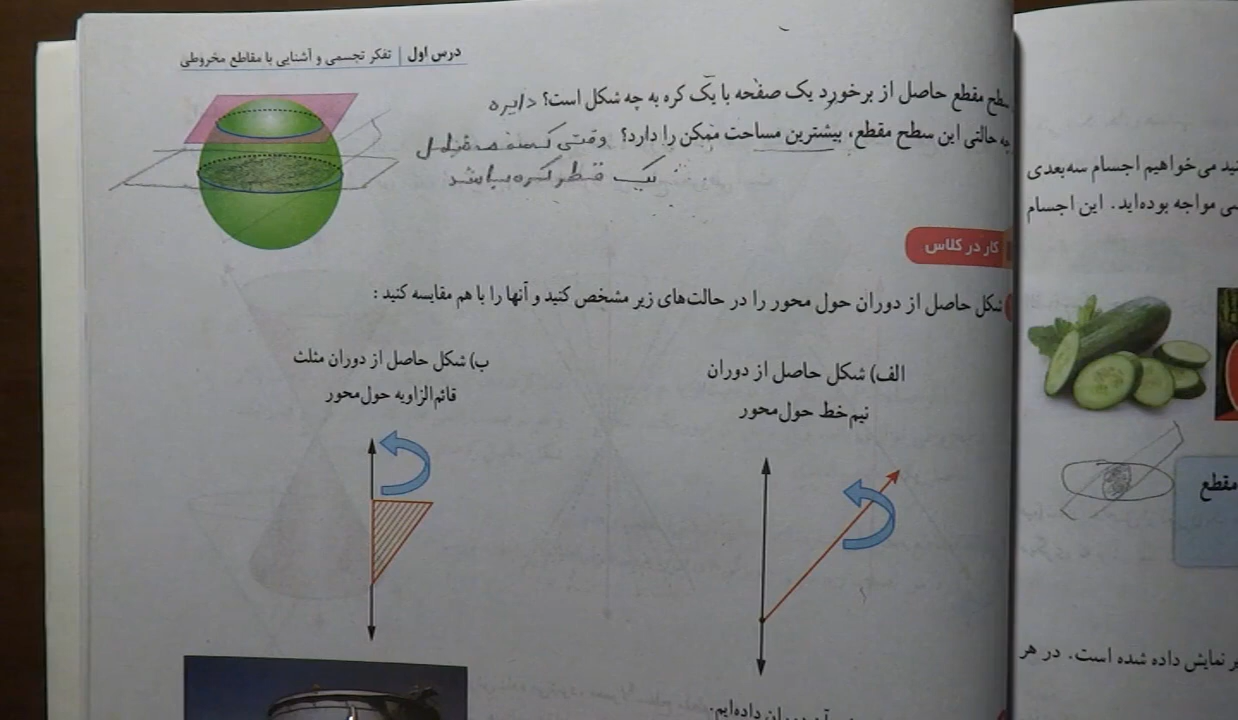 درس اول | تفکر تجسمی و آشنایی با مقاطع مخروطی
سطح مقطع حاصل از برخورد یک صفحه با یک کره به چه شکل است؟ دایره
چه حالتی این سطح مقطع، بیشترین مساحت ممکن را دارد؟ وقتی که صفحه شامل
یک قطر کره باشد
کار در کلاس
شکل حاصل از دوران حول محور را در حالت‌های زیر مشخص کنید و آنها را با هم مقایسه کنید :
الف) شکل حاصل از دوران
نیم‌خط حول‌محور
ب) شکل حاصل از دوران مثلث
قائم‌الزاویه حول‌محور
دوران داده‌ایم.
می‌خواهیم اجسام سه‌بعدی
مواجه بوده‌اید. این اجسام
مقطع
نمایش داده شده است. در هر